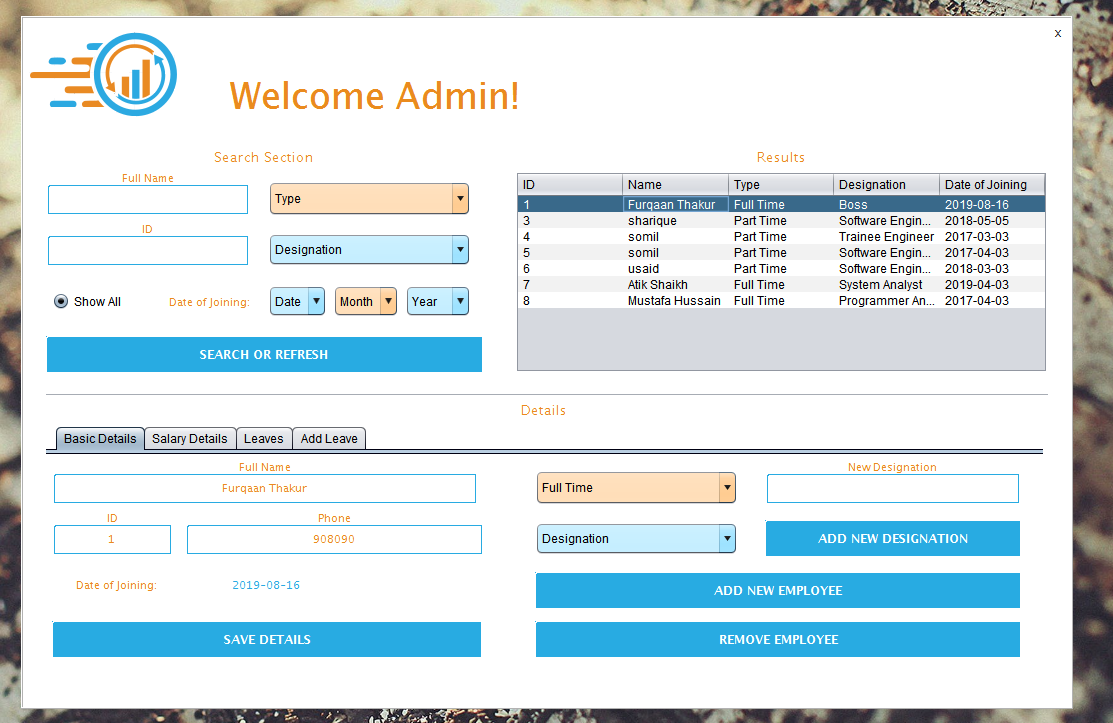 x
Welcome Admin!
Search Section
Full Name
Type
ID
Designation
Show All Date of Joining: Date Month Year
SEARCH OR REFRESH
Results
ID Name Type Designation Date of Joining
1 Furqaan Thakur Full Time Boss 2019-08-16
3 sharique Part Time Software Engin... 2018-05-05
4 somil Part Time Trainee Engineer 2017-03-03
5 somil Part Time Software Engin... 2017-04-03
6 usaid Part Time Software Engin... 2018-03-03
7 Atik Shaikh Full Time System Analyst 2019-04-03
8 Mustafa Hussain Full Time Programmer An... 2017-04-03
Details
Basic Details Salary Details Leaves Add Leave
Full Name
Furqaan Thakur
ID Phone
1 908090
Date of Joining: 2019-08-16
SAVE DETAILS
Full Time
New Designation
Designation
ADD NEW DESIGNATION
ADD NEW EMPLOYEE
REMOVE EMPLOYEE